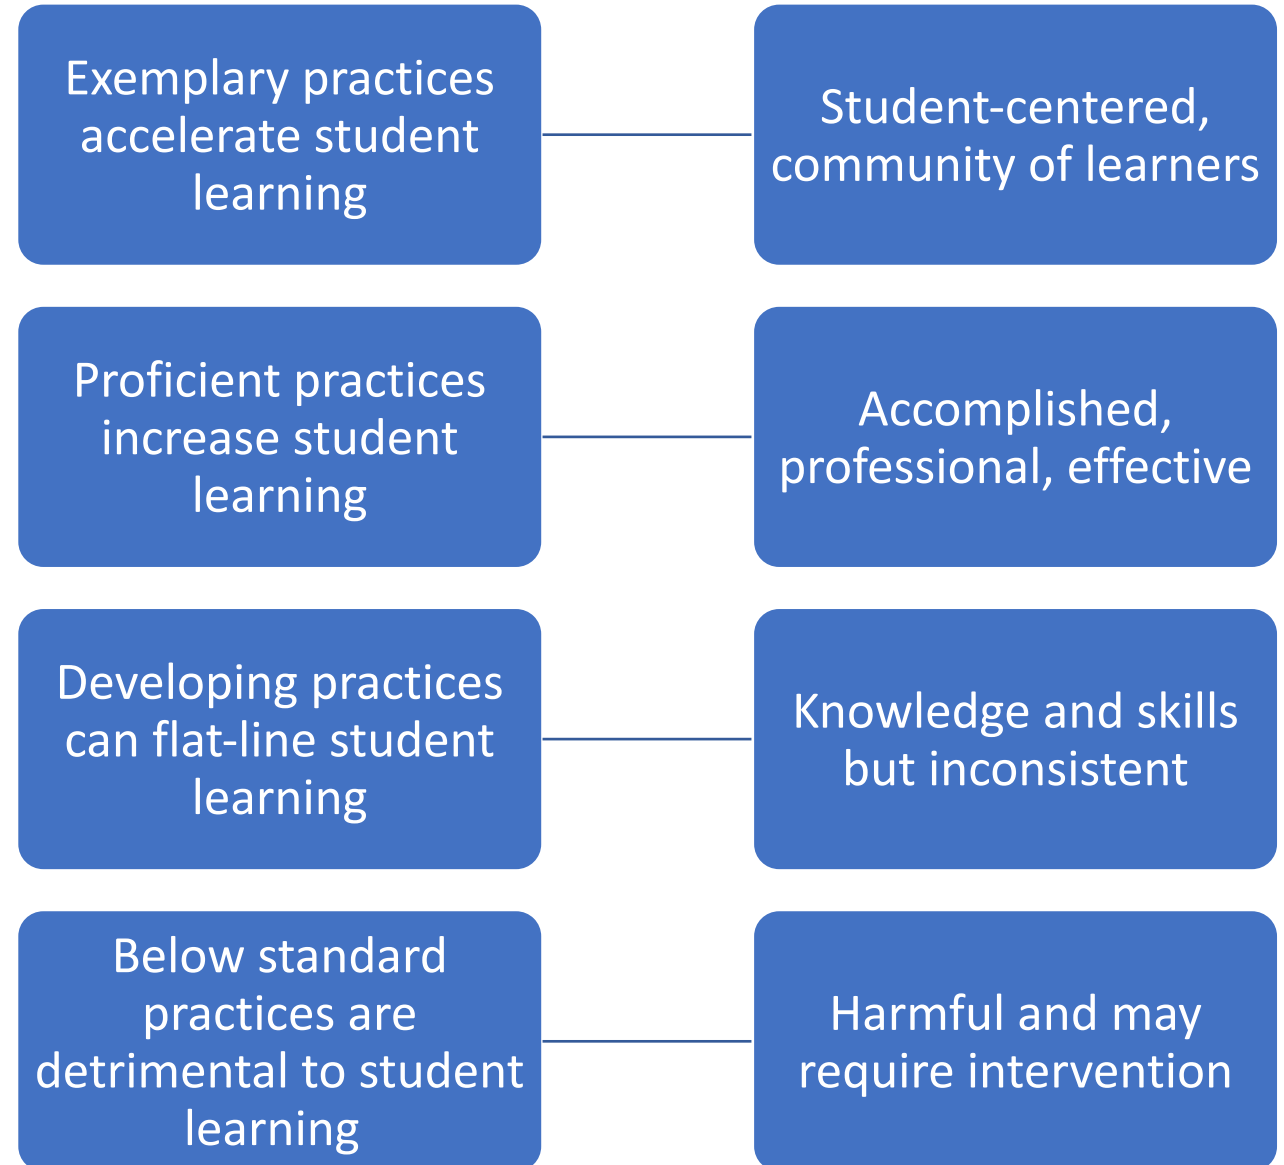 Exemplary practices
accelerate student
learning
Student-centered,
community of learners
Proficient practices
increase student
learning
Accomplished,
professional, effective
Developing practices
can flat-line student
learning
Knowledge and skills
but inconsistent
Below standard
practices are
detrimental to student
learning
Harmful and may
require intervention